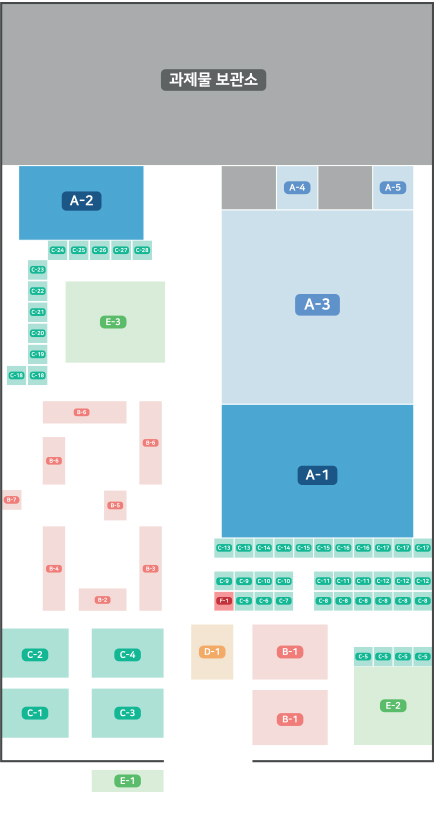 과제물 보관소
A-4
A-5
A-2
C-24 C-25 C-26 C-27 C-28
C-23
C-22
C-21
C-20
C-19
C-18 C-18
E-3
A-3
B-6
B-6
B-6
B-7
B-5
A-1
C-13 C-13 C-14 C-14 C-15 C-15 C-16 C-16 C-17 C-17 C-17
B-4
B-3
C-9 C-9 C-10 C-10 C-11 C-11 C-11 C-12 C-12 C-12
B-2
F-1 C-6 C-6 C-7 C-8 C-8 C-8 C-8 C-8 C-8
C-2
C-4
D-1
B-1
C-5 C-5 C-5 C-5
C-1
C-3
B-1
E-2
E-1